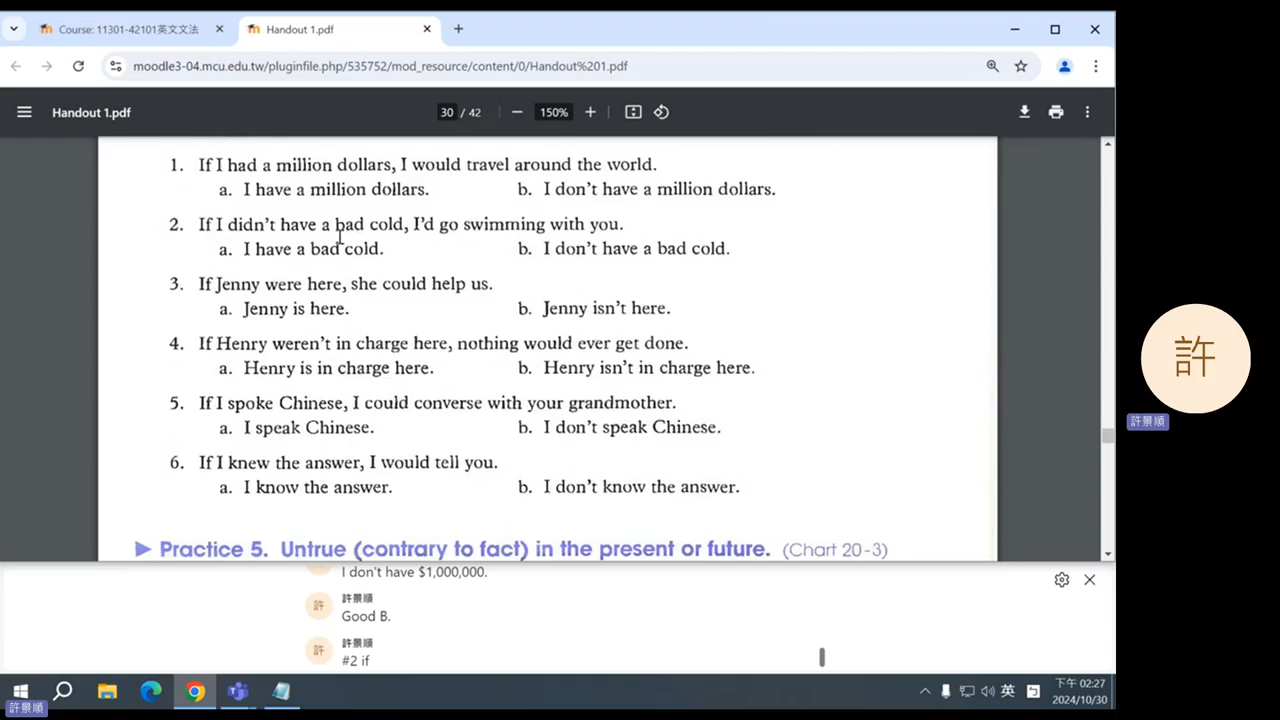 Course: 11301-42101英文文法
Handout 1.pdf
moodle3-04.mcu.edu.tw/pluginfile.php/535752/mod_resource/content/0/Handout%201.pdf
Handout 1.pdf
30 / 42
150%
1. If I had a million dollars, I would travel around the world.
a. I have a million dollars. b. I don't have a million dollars.
2. If I didn't have a bad cold, I'd go swimming with you.
a. I have a bad cold. b. I don't have a bad cold.
3. If Jenny were here, she could help us.
a. Jenny is here. b. Jenny isn't here.
4. If Henry weren't in charge here, nothing would ever get done.
a. Henry is in charge here. b. Henry isn't in charge here.
5. If I spoke Chinese, I could converse with your grandmother.
a. I speak Chinese. b. I don't speak Chinese.
6. If I knew the answer, I would tell you.
a. I know the answer. b. I don't know the answer.
Practice 5. Untrue (contrary to fact) in the present or future. (Chart 20-3)
I don't have $1,000,000.
許 許景順
Good B.
許 許景順
#2 if
許
許景順
英
下午 02:27
2024/10/30
許景順